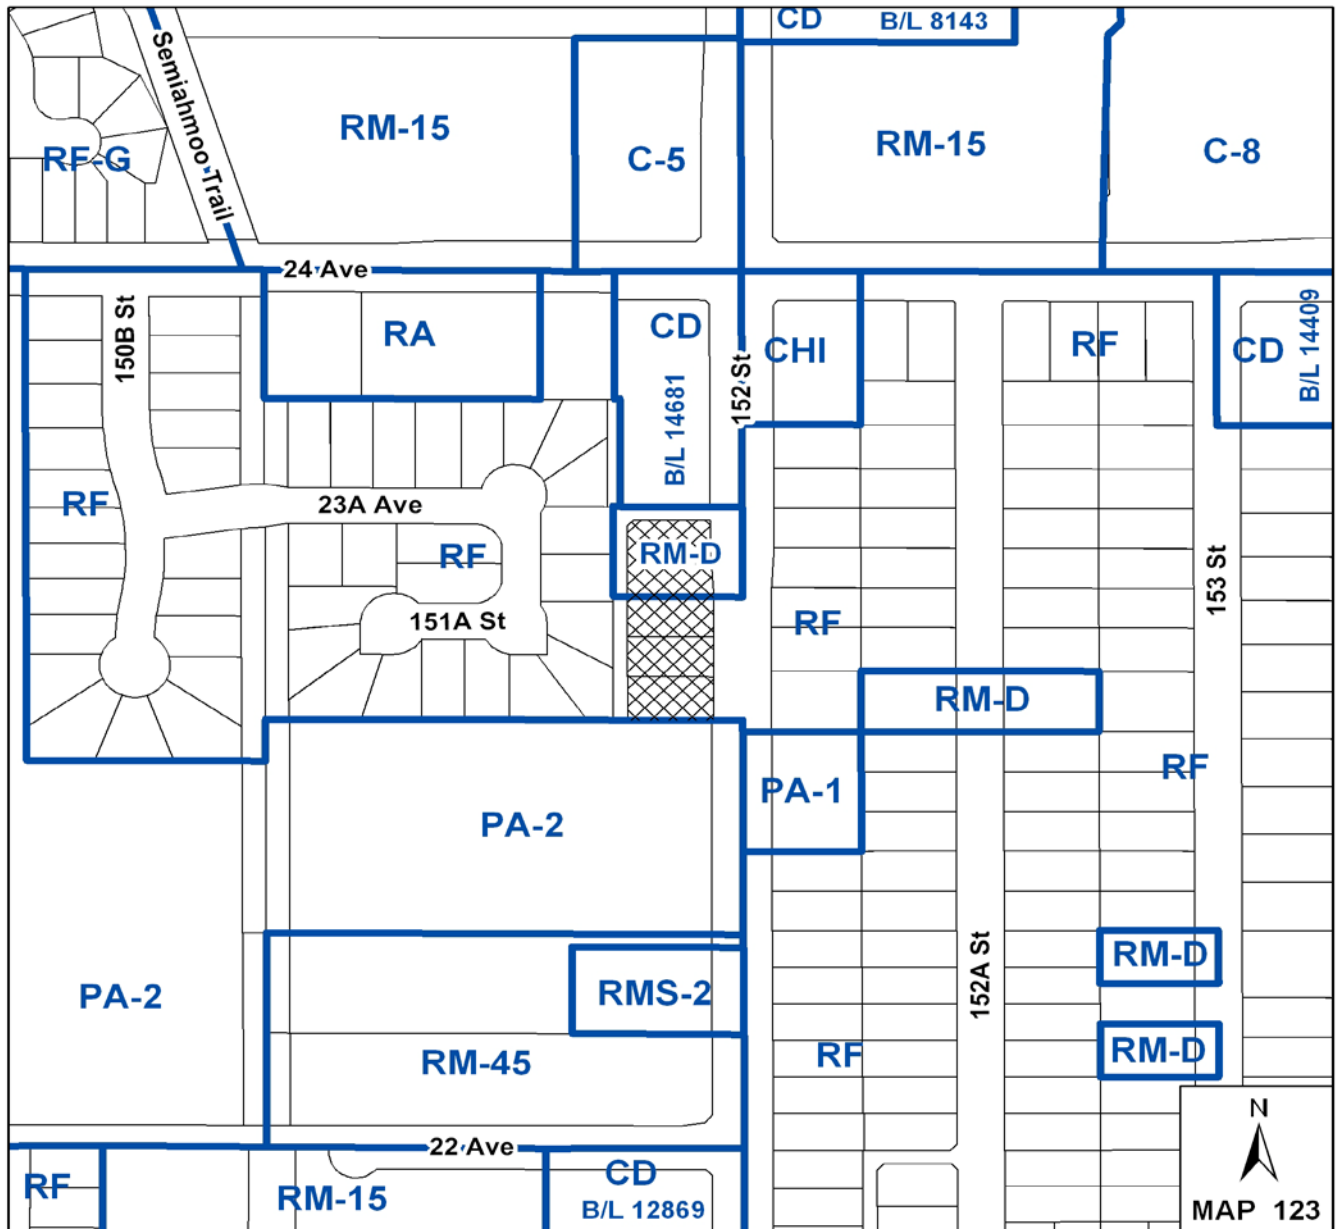 CD
B/L 8143
Semiahmoo Trail
RM-15
C-5
RM-15
C-8
RF-G
24 Ave
150B St
RA
CD
B/L 14681
152 St
CHI
RF
CD
B/L 14409
RF
23A Ave
RF
RM-D
153 St
151A St
RF
RM-D
RF
PA-1
PA-2
PA-2
RMS-2
152A St
RM-D
RM-45
RF
RM-D
22 Ave
RF
RM-15
CD
B/L 12869
N
MAP 123